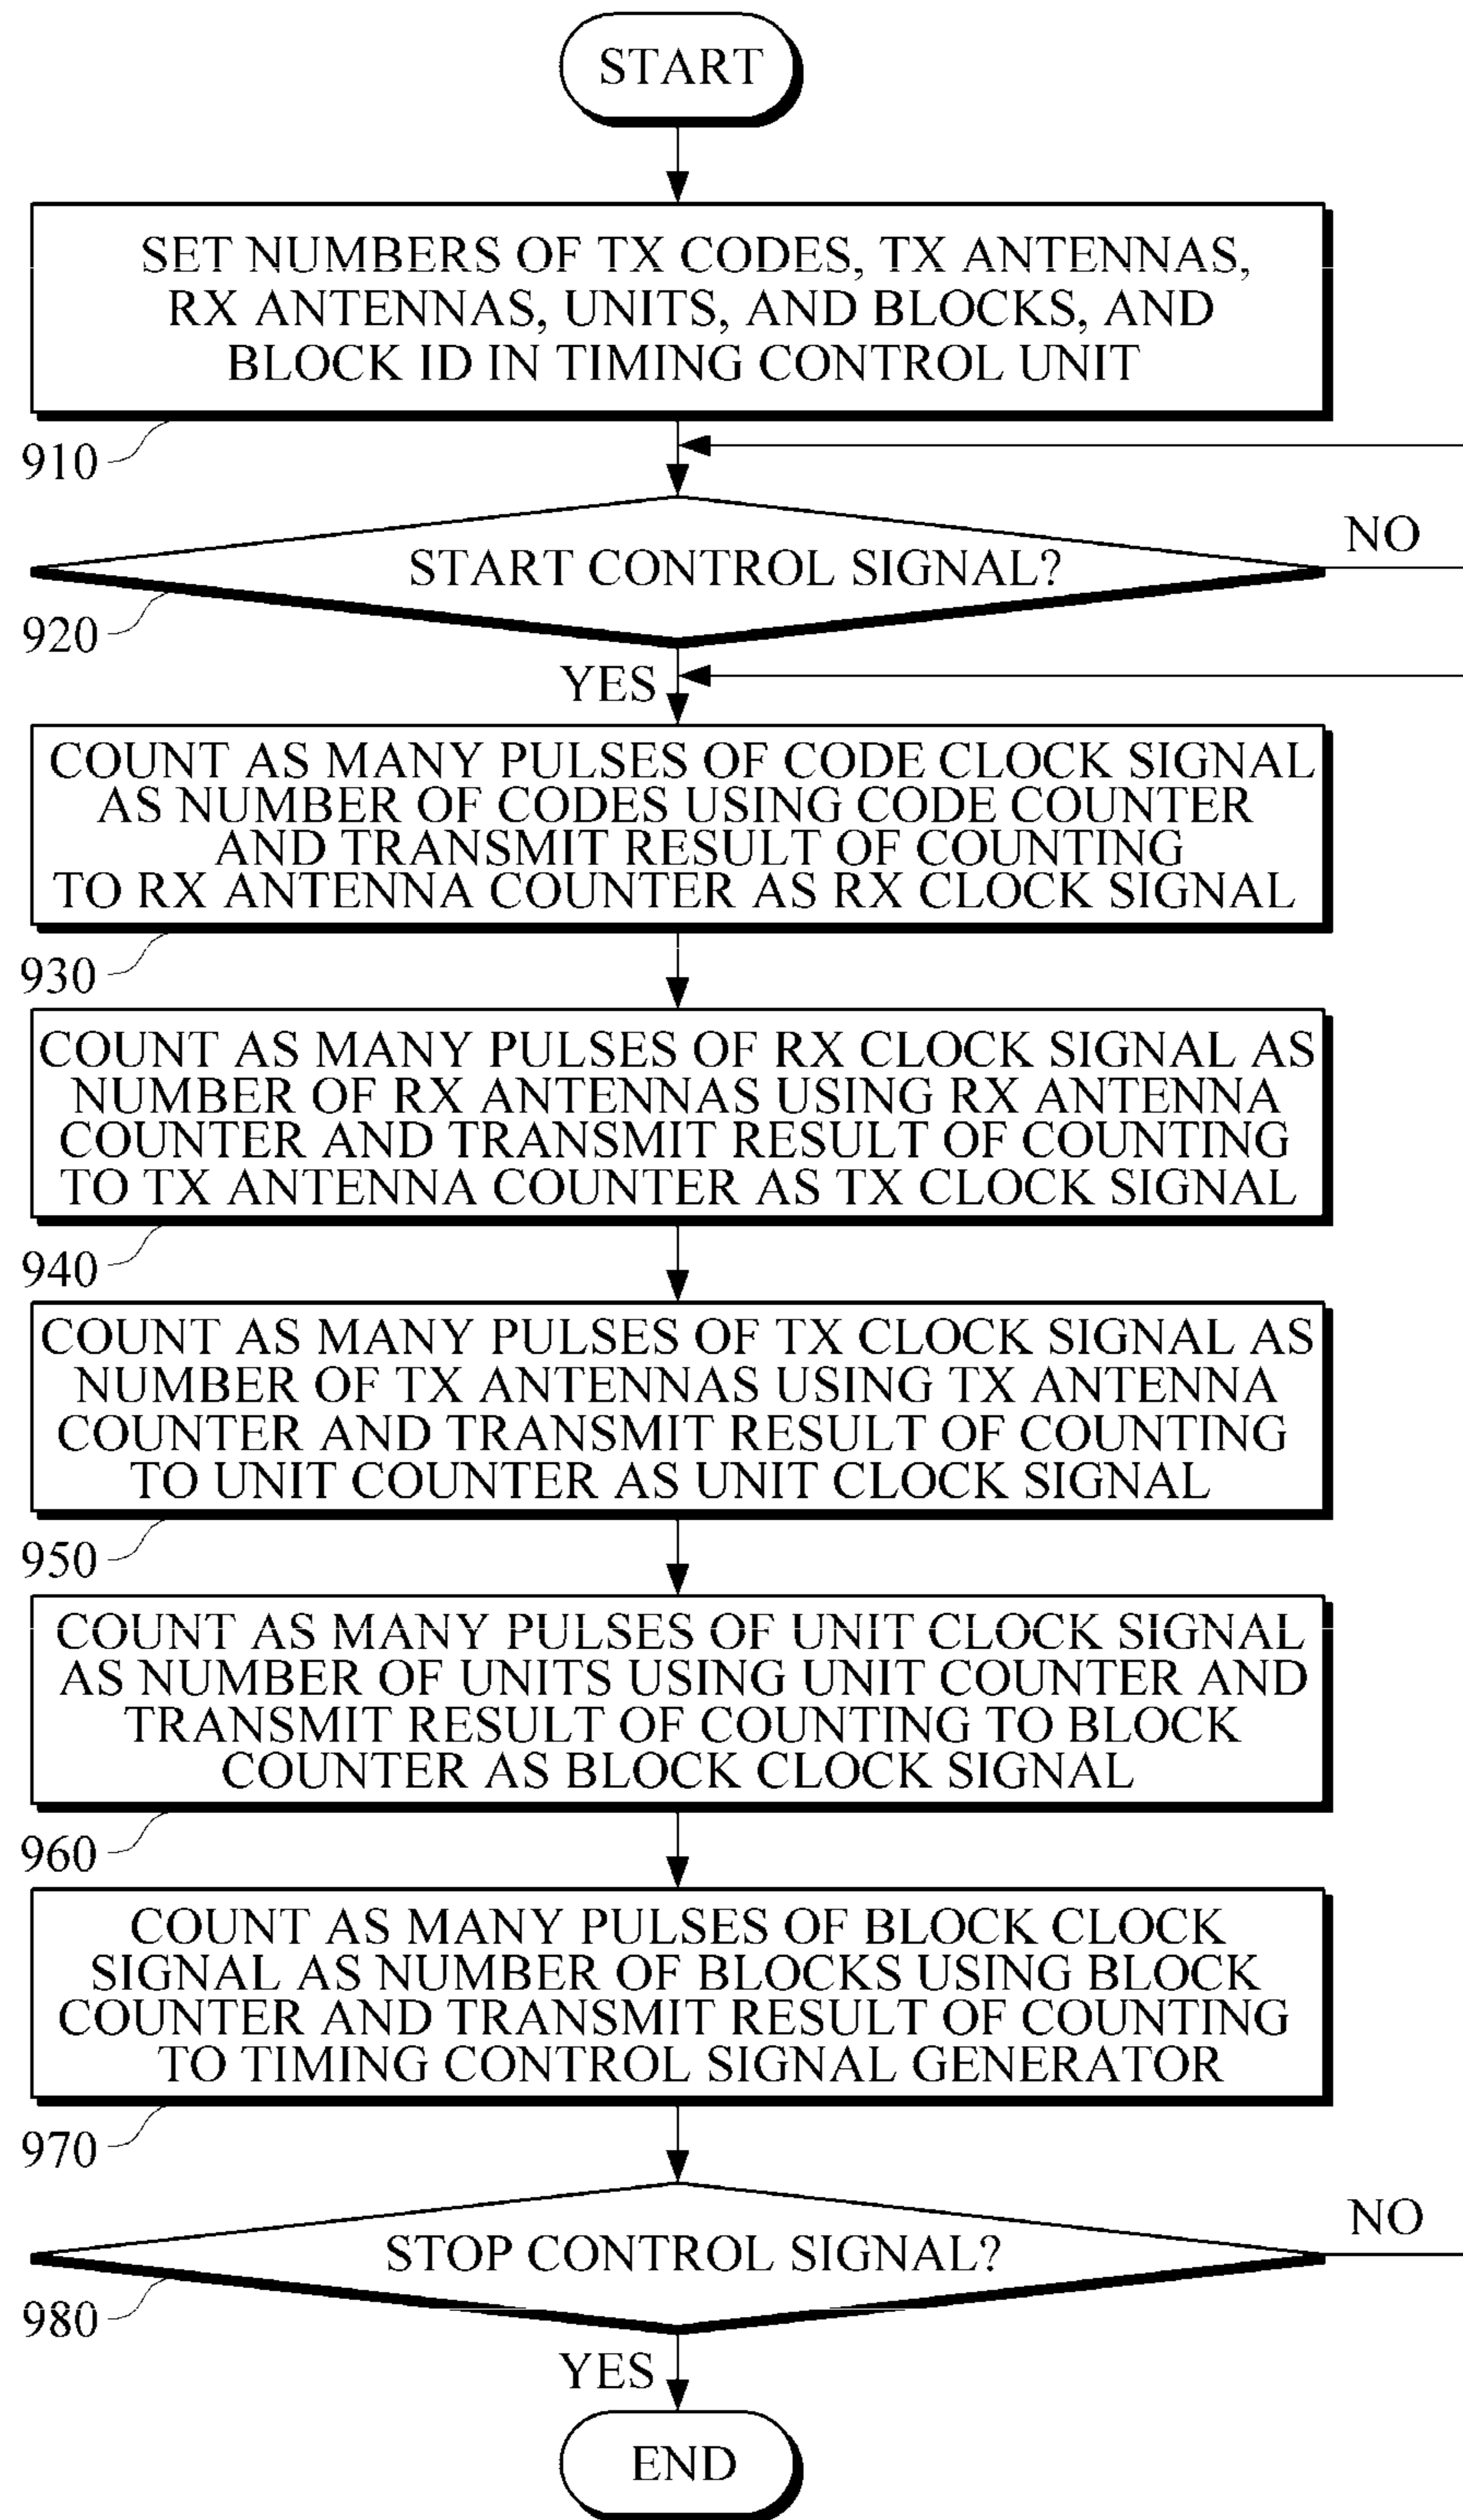 START
SET NUMBERS OF TX CODES, TX ANTENNAS,
RX ANTENNAS, UNITS, AND BLOCKS, AND
BLOCK ID IN TIMING CONTROL UNIT
910
START CONTROL SIGNAL?
NO
920
YES
COUNT AS MANY PULSES OF CODE CLOCK SIGNAL
AS NUMBER OF CODES USING CODE COUNTER
AND TRANSMIT RESULT OF COUNTING
TO RX ANTENNA COUNTER AS RX CLOCK SIGNAL
930
COUNT AS MANY PULSES OF RX CLOCK SIGNAL AS
NUMBER OF RX ANTENNAS USING RX ANTENNA
COUNTER AND TRANSMIT RESULT OF COUNTING
TO TX ANTENNA COUNTER AS TX CLOCK SIGNAL
940
COUNT AS MANY PULSES OF TX CLOCK SIGNAL AS
NUMBER OF TX ANTENNAS USING TX ANTENNA
COUNTER AND TRANSMIT RESULT OF COUNTING
TO UNIT COUNTER AS UNIT CLOCK SIGNAL
950
COUNT AS MANY PULSES OF UNIT CLOCK SIGNAL
AS NUMBER OF UNITS USING UNIT COUNTER AND
TRANSMIT RESULT OF COUNTING TO BLOCK
COUNTER AS BLOCK CLOCK SIGNAL
960
COUNT AS MANY PULSES OF BLOCK CLOCK
SIGNAL AS NUMBER OF BLOCKS USING BLOCK
COUNTER AND TRANSMIT RESULT OF COUNTING
TO TIMING CONTROL SIGNAL GENERATOR
970
STOP CONTROL SIGNAL?
NO
980
YES
END